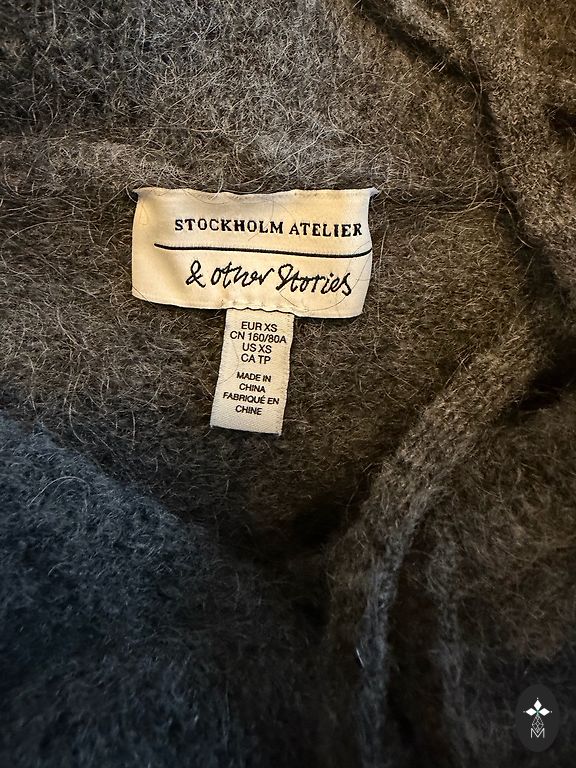 STOCKHOLM ATELIER
& other Stories
EUR XS
CN 160/80A
US XS
CA TP
MADE IN
CHINA
FABRIQUÉ EN
CHINE
M